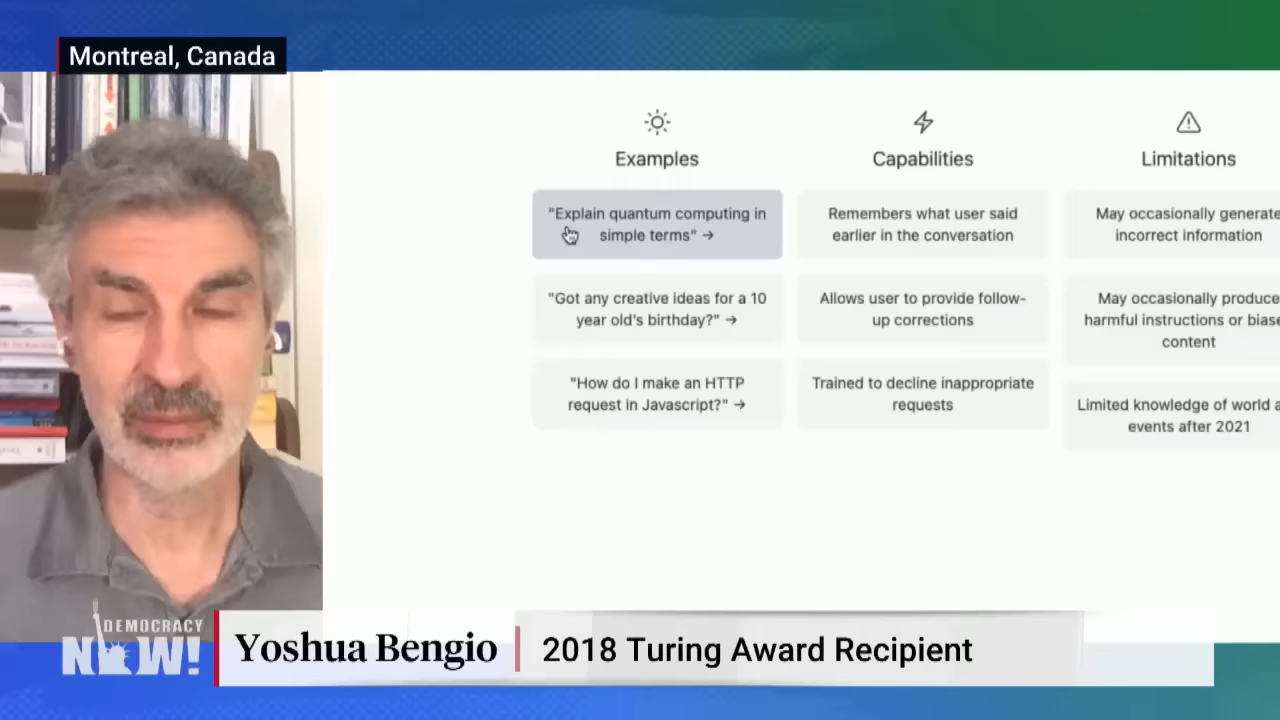 Montreal, Canada
Examples
Capabilities
Limitations
"Explain quantum computing in
simple terms" →
Remembers what user said
earlier in the conversation
May occasionally generate
incorrect information
"Got any creative ideas for a 10
year old's birthday?" →
Allows user to provide follow-
up corrections
May occasionally produce
harmful instructions or biase
content
"How do I make an HTTP
request in Javascript?" →
Trained to decline inappropriate
requests
Limited knowledge of world a
events after 2021
DEMOCRACY
NOW!
Yoshua Bengio
2018 Turing Award Recipient